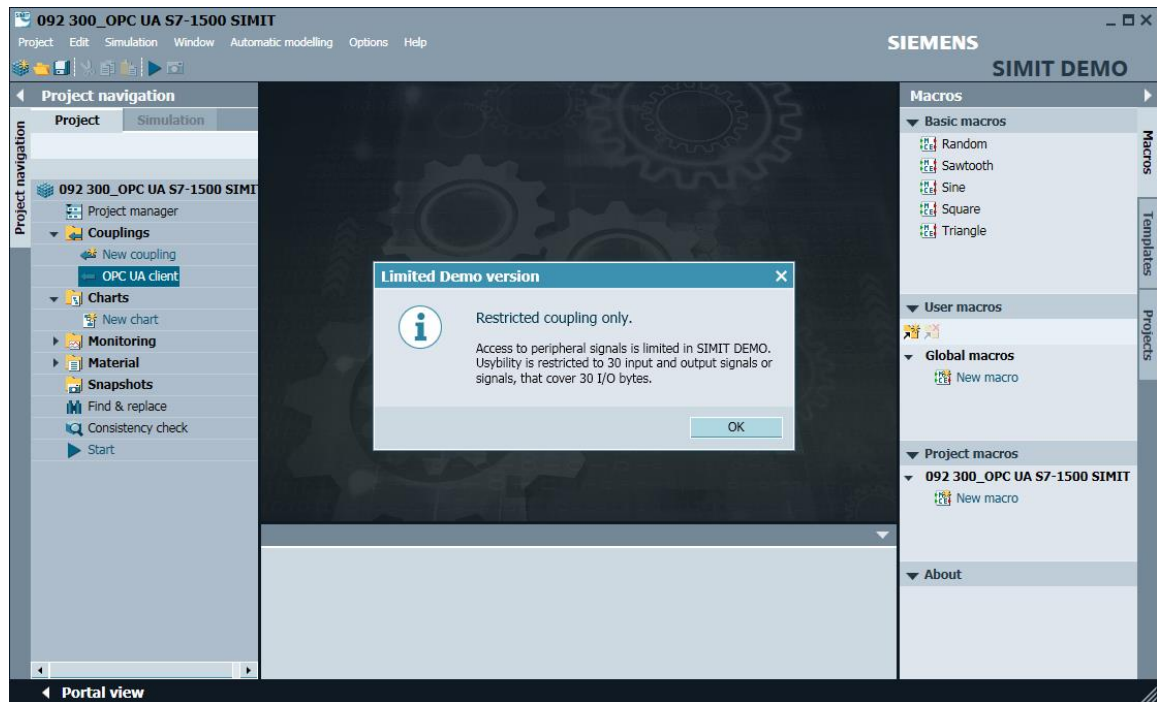 092 300_OPC UA S7-1500 SIMIT
Project Edit Simulation Window Automatic modelling Options Help
SIEMENS
SIMIT DEMO
Project navigation
Project navigation
Project Simulation
092 300_OPC UA S7-1500 SIMI
Project manager
Couplings
New coupling
OPC UA client
Charts
New chart
Monitoring
Material
Snapshots
Find & replace
Consistency check
Start
Limited Demo version
Restricted coupling only.
Access to peripheral signals is limited in SIMIT DEMO.
Usybility is restricted to 30 input and output signals or
signals, that cover 30 I/O bytes.
OK
Macros
Basic macros
Random
Sawtooth
Sine
Square
Triangle
User macros
Global macros
New macro
Project macros
092 300_OPC UA S7-1500 SIMIT
New macro
About
Macros
Templates
Projects
Portal view